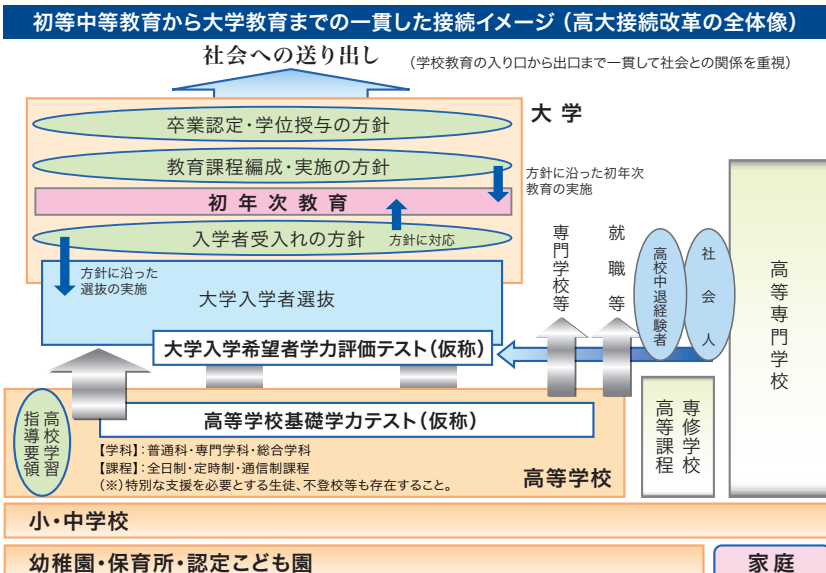 初等中等教育から大学教育までの一貫した接続イメージ（高大接続改革の全体像）
社会への送り出し
（学校教育の入り口から出口まで一貫して社会との関係を重視）
大学
卒業認定・学位授与の方針
教育課程編成・実施の方針
方針に沿った初年次
教育の実施
初年次教育
入学者受入れの方針
方針に対応
方針に沿った
選抜の実施
大学入学者選抜
大学入学希望者学力評価テスト（仮称）
専門学校等
就職等
高校中退経験者
社会人
高等専門学校
高校学習
指導要領
高等学校基礎学力テスト（仮称）
【学科】：普通科・専門学科・総合学科
【課程】：全日制・定時制・通信制課程
（※）特別な支援を必要とする生徒、不登校等も存在すること。
高等学校
専修学校
高等課程
小・中学校
幼稚園・保育所・認定こども園
家庭